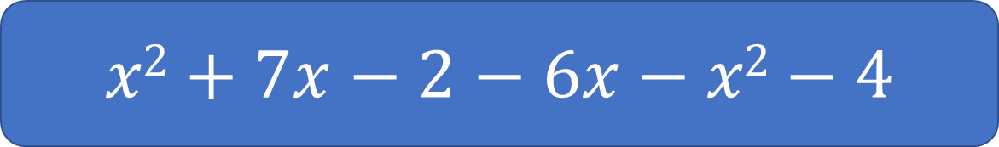 x² + 7x − 2 − 6x − x² − 4